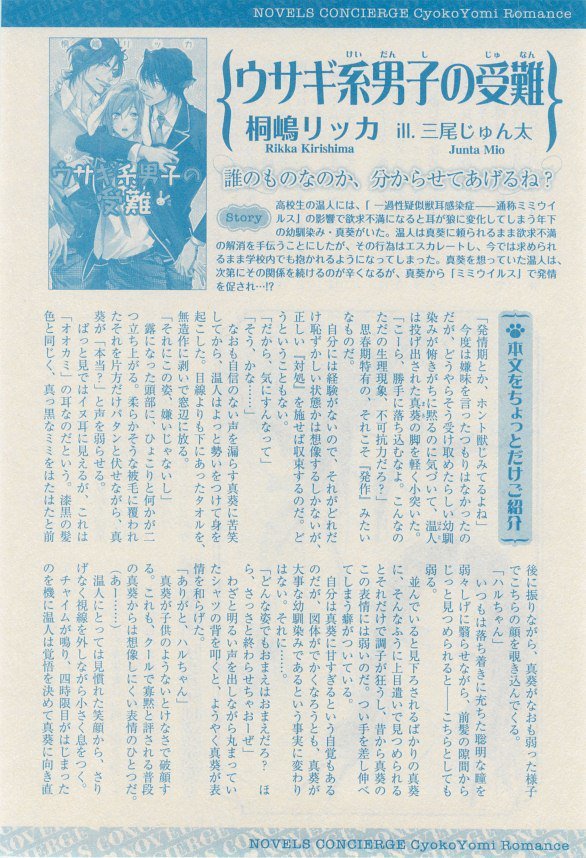 NOVELS CONCIERGE CyokoYomi Romance
桐嶋リッカ
ウサギ系男子の
受難
けい だん し じゅ なん
ウサギ系男子の受難
桐嶋リッカ ill. 三尾じゅん太
Rikka Kirishima Junta Mio
誰のものなのか、分からせてあげるね?
Story
高校生の温人には、「一過性疑似獣耳感染症――通称ミミウイ
ルス」の影響で欲求不満になると耳が狼に変化してしまう年下
の幼馴染み・真葵がいた。温人は真葵に頼られるまま欲求不満
の解消を手伝うことにしたが、その行為はエスカレートし、今では求められ
るまま学校内でも抱かれるようになってしまった。真葵を想っていた温人は、
次第にその関係を続けるのが辛くなるが、真葵から「ミミウイルス」で発情
を促され…!?
本文をちょっとだけご紹介
「発情期とか、ホント獣じみてるよね」
今度は嫌味を言ったつもりはなかったの
だが、どうやらそう受け取めたらしい幼馴
染みが俯きがちに黙るのに気づいて、温人
は投げ出された真葵の脚を軽く小突いた。
「こーら、勝手に落ち込むなよ。こんなの
ただの生理現象、不可抗力だろ?」
思春期特有の、それこそ『発作』みたい
なものだ。
自分には経験がないので、それがどれだ
け恥ずかしい状態かは想像するしかないが、
正しい『対処』を施せば収束するのだ。ど
うということもない。
「だから、気にすんなって」
「そう、かな……」
なおも自信のない声を漏らす真葵に苦笑
してから、温人はよっと勢いをつけて身を
起こした。目線よりも下にあったタオルを、
無造作に剥いで窓辺に放る。
「それにこの姿、嫌いじゃないし」
露になった頭部に、ひょこりと何かが二
つ立ち上がる。柔らかそうな被毛に覆われ
たそれを片方だけパタンと伏せながら、真
葵が「本当?」と声を弱らせる。
ぱっと見ではイヌ耳に見えるが、これは
「オオカミ」の耳なのだという。漆黒の髪
色と同じく、真っ黒なミミをはたはたと前
後に振りながら、真葵がなおも弱った様子
でこちらの顔を覗き込んでくる。
「ハルちゃん」
いつもは落ち着きに充ちた聡明な瞳を
弱々しげに翳らせながら、前髪の隙間から
じっと見つめられると――こちらとしても
弱る。
並んでいると見下ろされるばかりの真葵
に、そんなふうに上目遣いで見つめられる
とそれだけで調子が狂うし、昔から真葵の
この表情には弱いのだ。つい手を差し伸べ
てしまう癖がついている。
自分は真葵に甘すぎるという自覚もある
のだが、図体がでかくなろうとも、真葵が
大事な幼馴染みであるという事実に変わり
はない。それに……。
「どんな姿でもおまえはおまえだろ? ほ
ら、さっさと終わらせちゃおーぜ」
わざと明るい声を出しながら丸まってい
たシャツの背を叩くと、ようやく真葵が表
情を和らげた。
「ありがと、ハルちゃん」
真葵が子供のようないとけなさで破顔す
る。これも、クールで寡黙と評される普段
の真葵からは想像しにくい表情のひとつだ。
(あー……)
温人にとっては見慣れた笑顔から、さり
げなく視線を外しながら小さく息をつく。
チャイムが鳴り、四時限目がはじまった
のを機に温人は覚悟を決めて真葵に向き直
NOVELS CONCIERGE CyokoYomi Romance